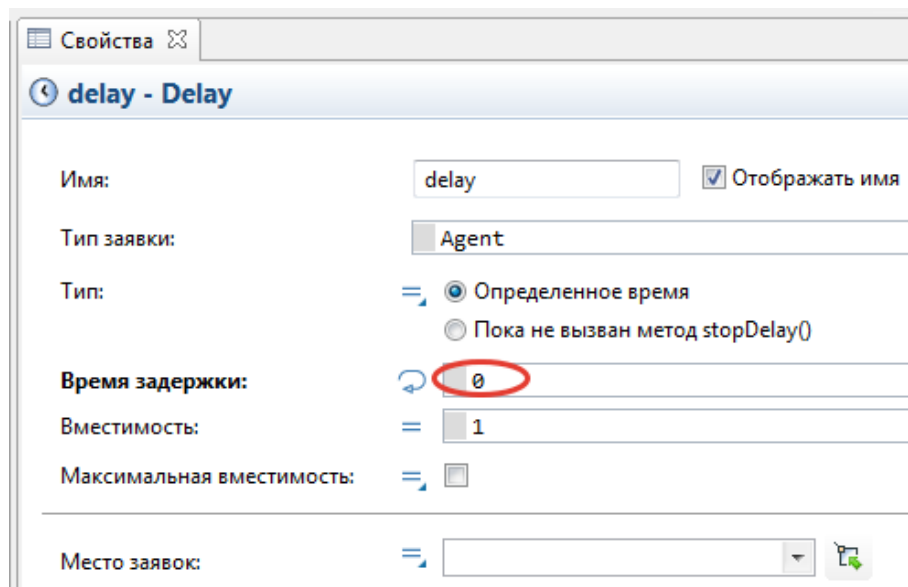 Свойства
delay - Delay
Имя: delay Отображать имя
Тип заявки: Agent
Тип: Определенное время
Пока не вызван метод stopDelay()
Время задержки: 0
Вместимость: 1
Максимальная вместимость:
Место заявок: